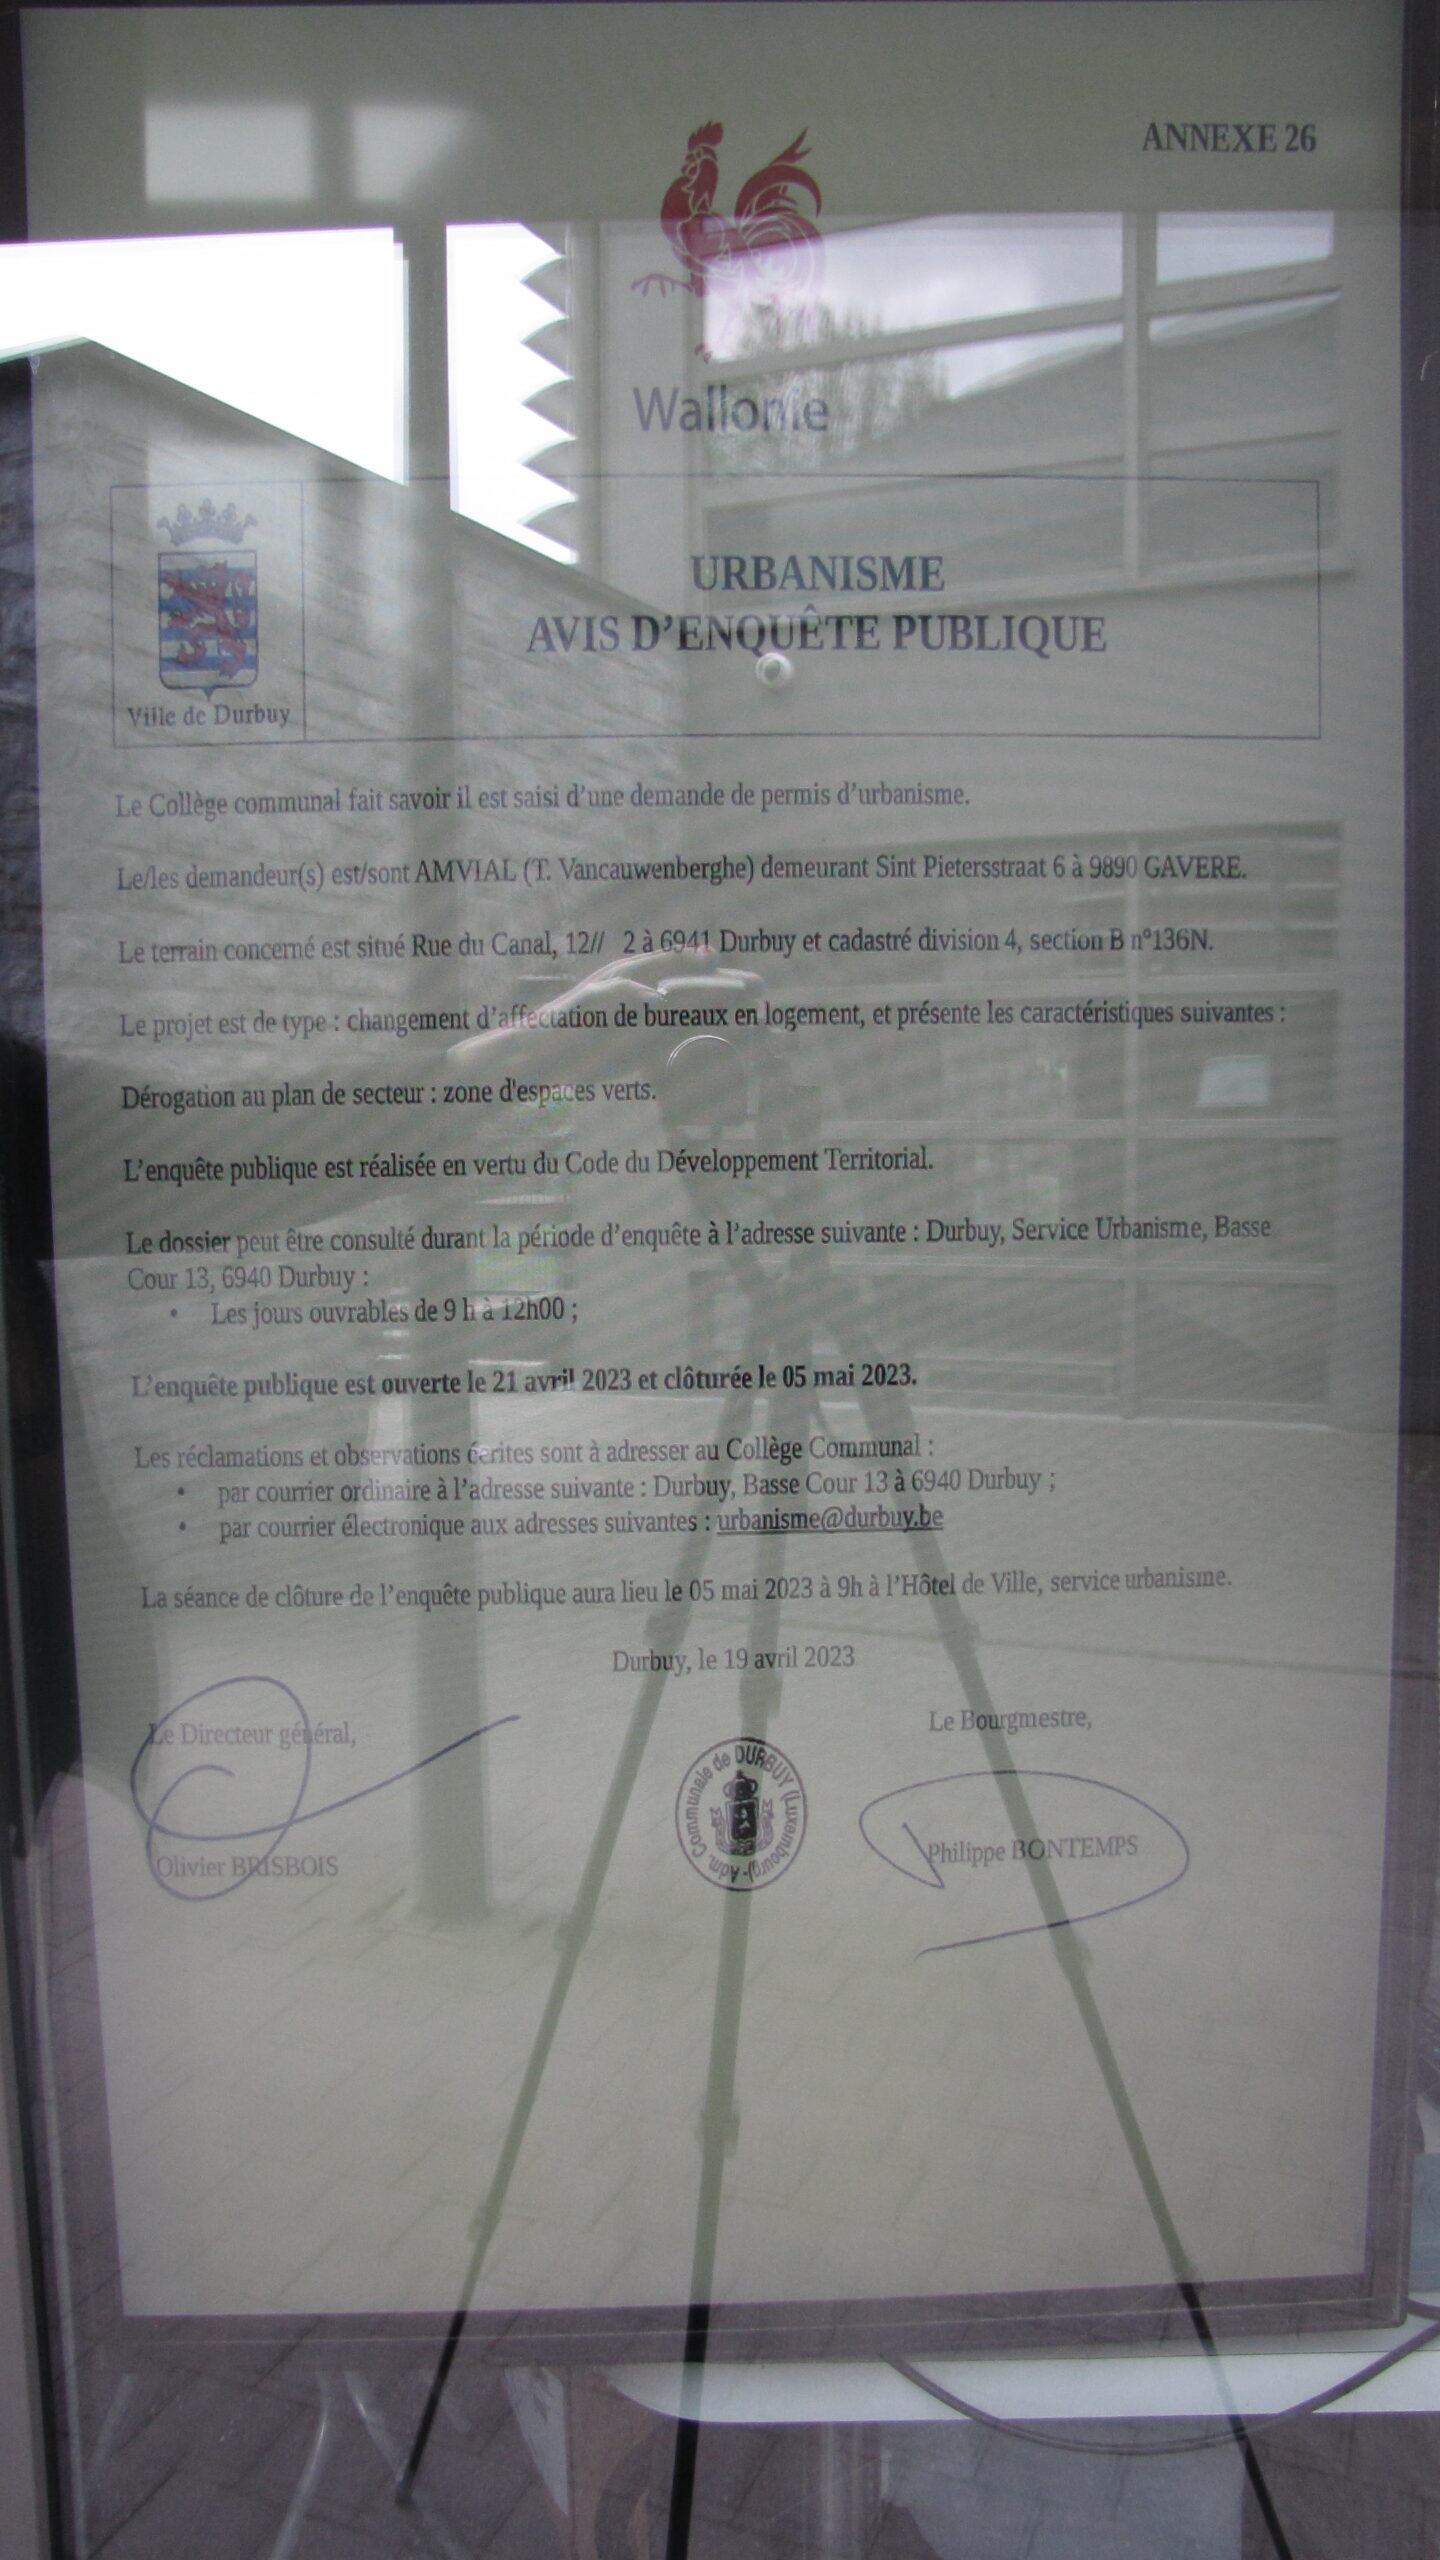 ANNEXE 26
Wallonie
URBANISME
AVIS D'ENQUÊTE PUBLIQUE
Ville de Durbuy
Le Collège communal fait savoir il est saisi d'une demande de permis d'urbanisme.
Le/les demandeur(s) est/sont AMVIAL (T. Vancauwenberghe) demeurant Sint Pietersstraat 6 à 9890 GAVERE.
Le terrain concerné est situé Rue du Canal, 12// 2 à 6941 Durbuy et cadastré division 4, section B n°136N.
Le projet est de type : changement d'affectation de bureaux en logement, et présente les caractéristiques suivantes :
Dérogation au plan de secteur : zone d'espaces verts.
L'enquête publique est réalisée en vertu du Code du Développement Territorial.
Le dossier peut être consulté durant la période d'enquête à l'adresse suivante : Durbuy, Service Urbanisme, Basse
Cour 13, 6940 Durbuy :
• Les jours ouvrables de 9 h à 12h00 ;
L'enquête publique est ouverte le 21 avril 2023 et clôturée le 05 mai 2023.
Les réclamations et observations écrites sont à adresser au Collège Communal :
• par courrier ordinaire à l'adresse suivante : Durbuy, Basse Cour 13 à 6940 Durbuy ;
• par courrier électronique aux adresses suivantes : urbanisme@durbuy.be
La séance de clôture de l'enquête publique aura lieu le 05 mai 2023 à 9h à l'Hôtel de Ville, service urbanisme.
Durbuy, le 19 avril 2023
Le Directeur général,
Le Bourgmestre,
Adm. Communale de DURBUY (Luxembourg)-
Olivier BRISBOIS
Philippe BONTEMPS